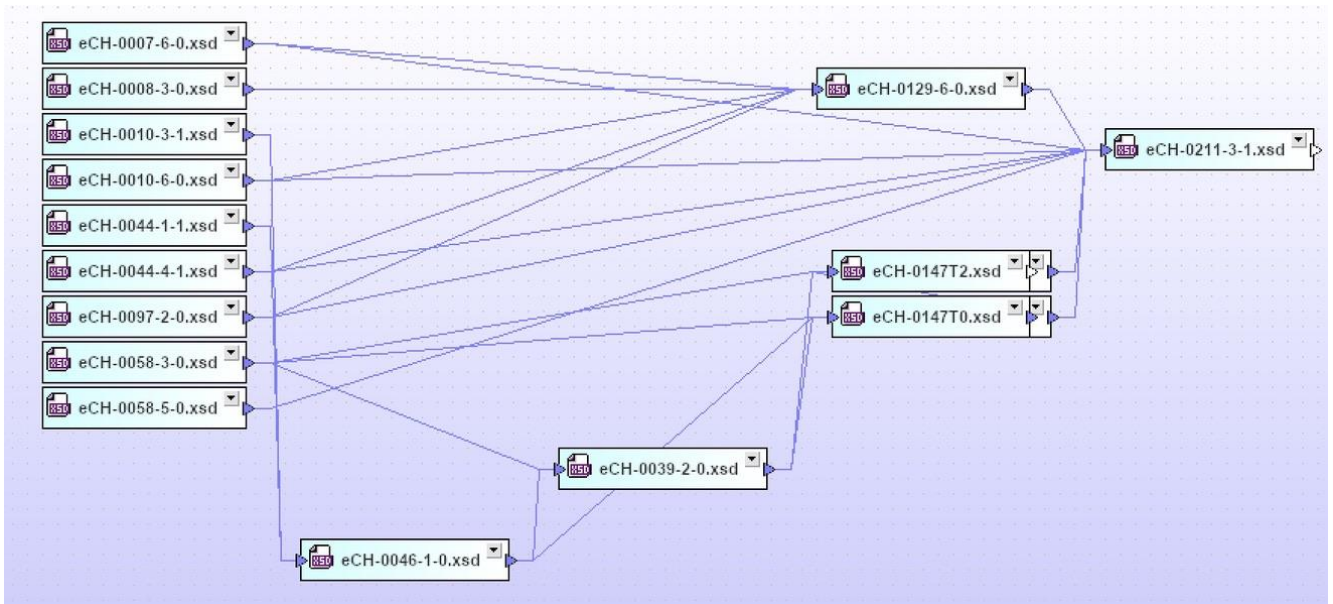 eCH-0007-6-0.xsd
eCH-0008-3-0.xsd
eCH-0129-6-0.xsd
eCH-0010-3-1.xsd
eCH-0211-3-1.xsd
eCH-0010-6-0.xsd
eCH-0044-1-1.xsd
eCH-0044-4-1.xsd
eCH-0147T2.xsd
eCH-0097-2-0.xsd
eCH-0147T0.xsd
eCH-0058-3-0.xsd
eCH-0058-5-0.xsd
eCH-0039-2-0.xsd
eCH-0046-1-0.xsd